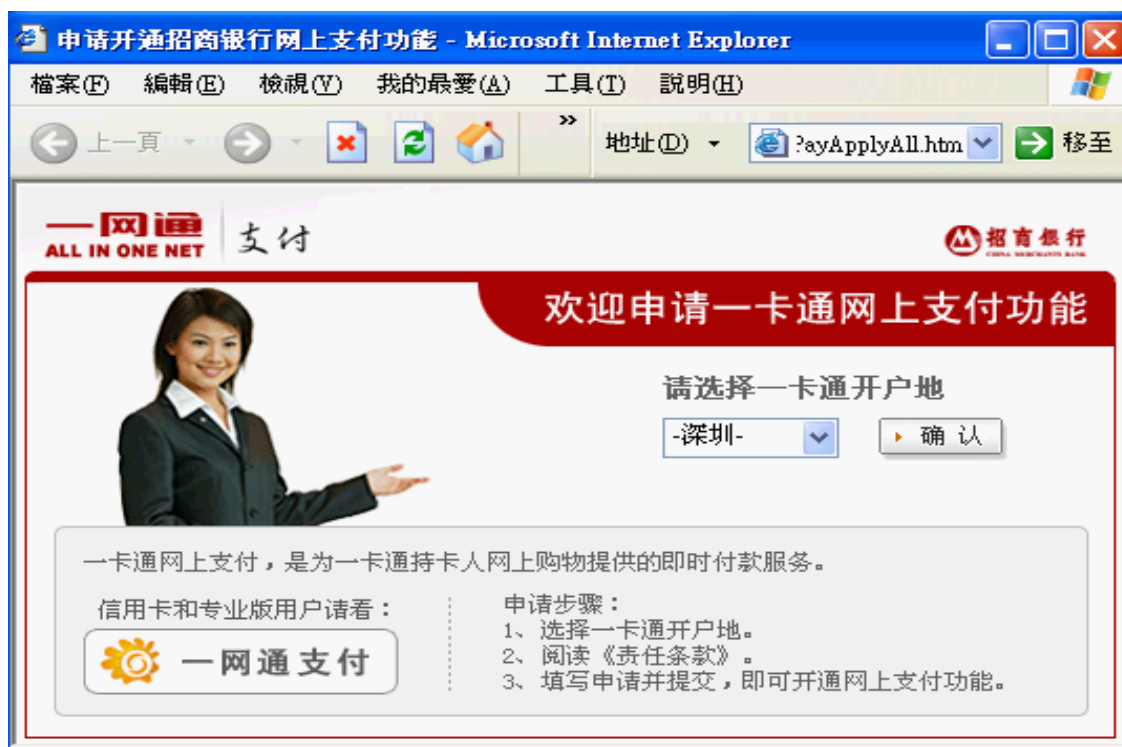 申请开通招商银行网上支付功能 - Microsoft Internet Explorer
檔案(F) 編輯(E) 檢視(V) 我的最愛(A) 工具(T) 說明(H)
上一頁 » 地址(D) ?ayApplyAll.htm 移至
一网通 支付 招商银行
ALL IN ONE NET CHINA MERCHANTS BANK
欢迎申请一卡通网上支付功能
请选择一卡通开户地
-深圳- 确 认
一卡通网上支付，是为一卡通持卡人网上购物提供的即时付款服务。
信用卡和专业版用户请看：
一网通支付
申请步骤：
1、选择一卡通开户地。
2、阅读《责任条款》。
3、填写申请并提交，即可开通网上支付功能。